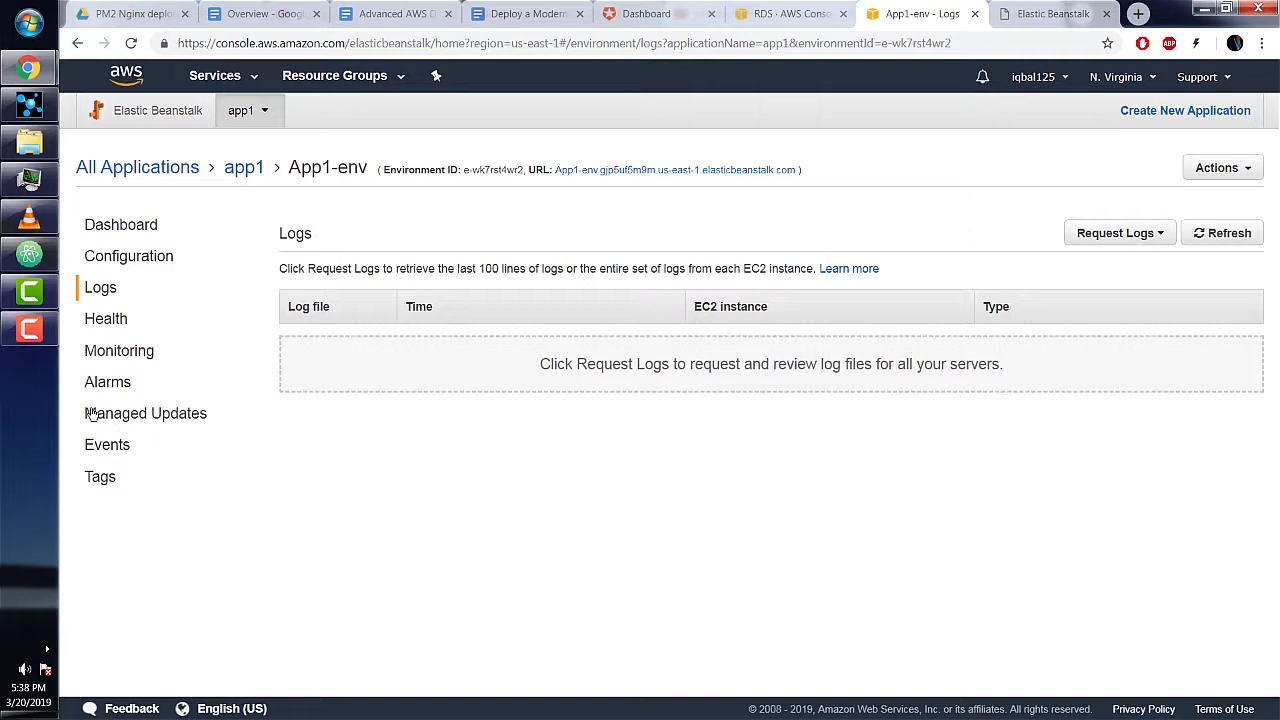 PM2 Nginx deplo
Overview - Goo
Advanced AWS D
Deploy a Mod
Dashboard
RDS · AWS Cons
App1-env - Logs
Elastic Beanstalk
https://console.aws.amazon.com/elasticbeanstalk/home?region=us-east-1#/environment/logs?applicationName=app1&environmentId=e-wk7rst4wr2
ABP
aws
Services
Resource Groups
iqbal125
N. Virginia
Support
Elastic Beanstalk
app1
Create New Application
All Applications > app1 > App1-env ( Environment ID: e-wk7rst4wr2, URL: App1-env.gjp5uf5m9m.us-east-1.elasticbeanstalk.com )
Actions
Dashboard
Configuration
Logs
Health
Monitoring
Alarms
Managed Updates
Events
Tags
Logs
Request Logs
Refresh
Click Request Logs to retrieve the last 100 lines of logs or the entire set of logs from each EC2 instance. Learn more
Log file
Time
EC2 instance
Type
Click Request Logs to request and review log files for all your servers.
5:38 PM
3/20/2019
Feedback
English (US)
© 2008 - 2019, Amazon Web Services, Inc. or its affiliates. All rights reserved.
Privacy Policy
Terms of Use